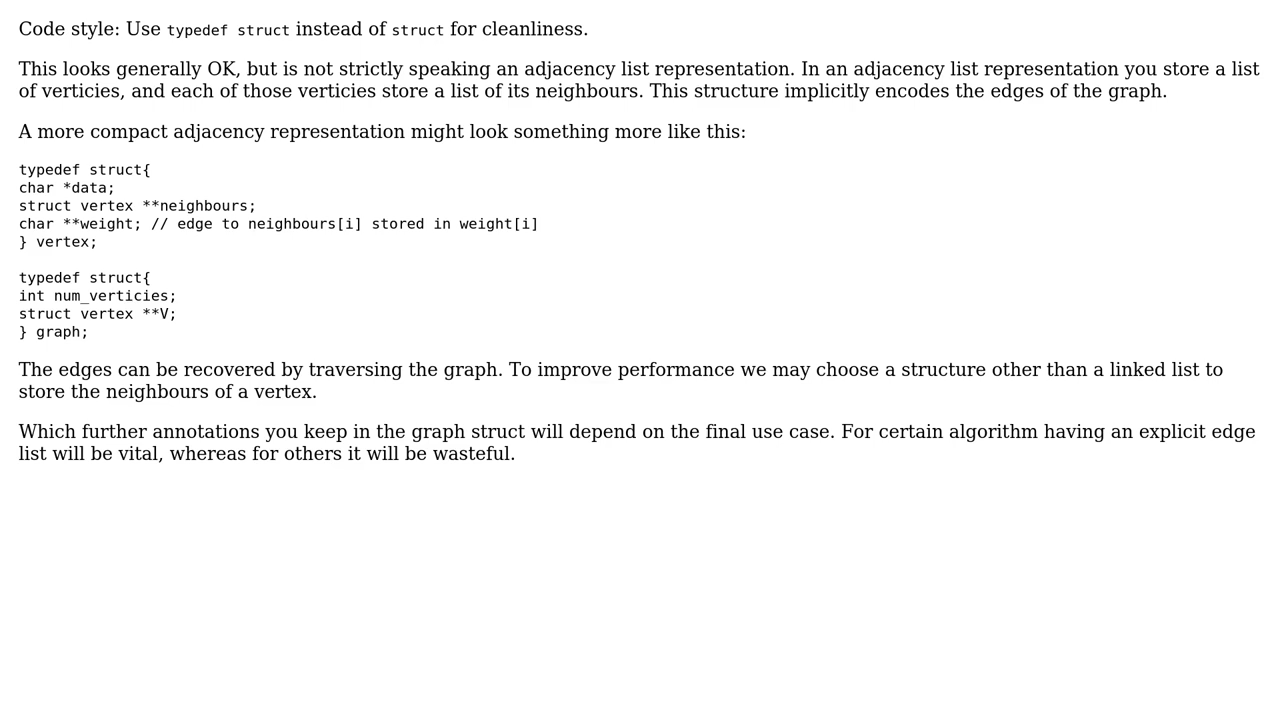 Code style: Use typedef struct instead of struct for cleanliness.
This looks generally OK, but is not strictly speaking an adjacency list representation. In an adjacency list representation you store a list
of verticies, and each of those verticies store a list of its neighbours. This structure implicitly encodes the edges of the graph.
A more compact adjacency representation might look something more like this:
typedef struct{
char *data;
struct vertex **neighbours;
char **weight; // edge to neighbours[i] stored in weight[i]
} vertex;
typedef struct{
int num_verticies;
struct vertex **V;
} graph;
The edges can be recovered by traversing the graph. To improve performance we may choose a structure other than a linked list to
store the neighbours of a vertex.
Which further annotations you keep in the graph struct will depend on the final use case. For certain algorithm having an explicit edge
list will be vital, whereas for others it will be wasteful.